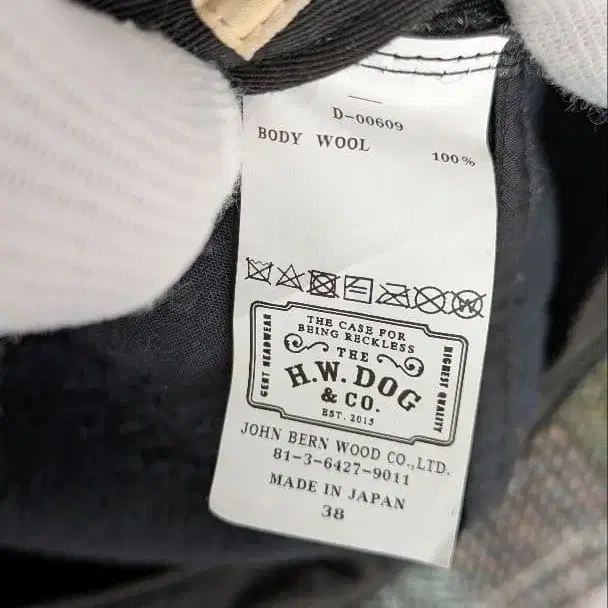 D-00609
BODY WOOL 100%
THE CASE FOR
BEING RECKLESS
THE
H.W.DOG
& CO.
EST. 2015
GENT HEADWEAR
HIGHEST QUALITY
JOHN BERN WOOD CO.,LTD.
81-3-6427-9011
MADE IN JAPAN
38